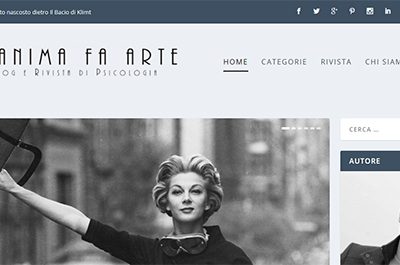 to nascosto dietro Il Bacio di Klimt
ANIMA FA ARTE
OG E RIVISTA DI PSICOLOGIA
HOME CATEGORIE RIVISTA CHI SIAM
CERCA ...
AUTORE